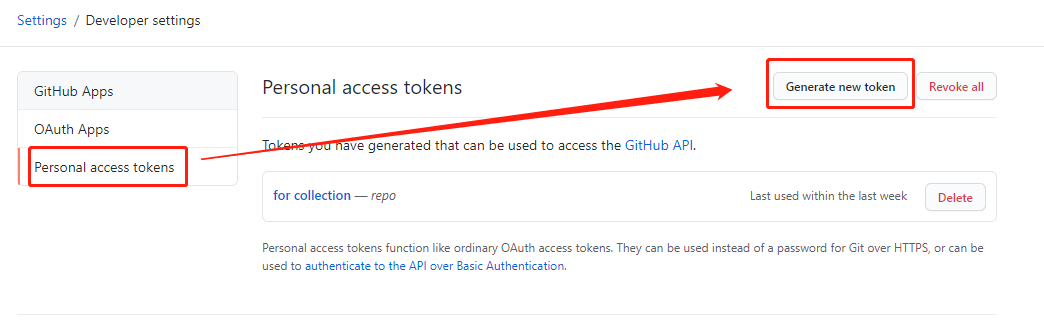 Settings / Developer settings
GitHub Apps
OAuth Apps
Personal access tokens
Personal access tokens
Generate new token
Revoke all
Tokens you have generated that can be used to access the GitHub API.
for collection — repo
Last used within the last week
Delete
Personal access tokens function like ordinary OAuth access tokens. They can be used instead of a password for Git over HTTPS, or can be
used to authenticate to the API over Basic Authentication.